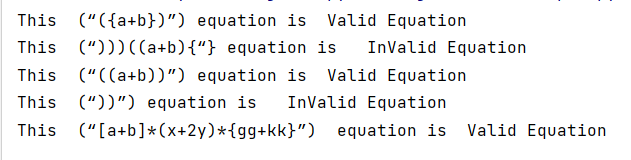 This  (“({a+b})”) equation is  Valid Equation
This  (“)))((a+b){“} equation is   InValid Equation
This  (“((a+b))”) equation is  Valid Equation
This  (“))”) equation is   InValid Equation
This  (“[a+b]*(x+2y)*{gg+kk}”)  equation is  Valid Equation